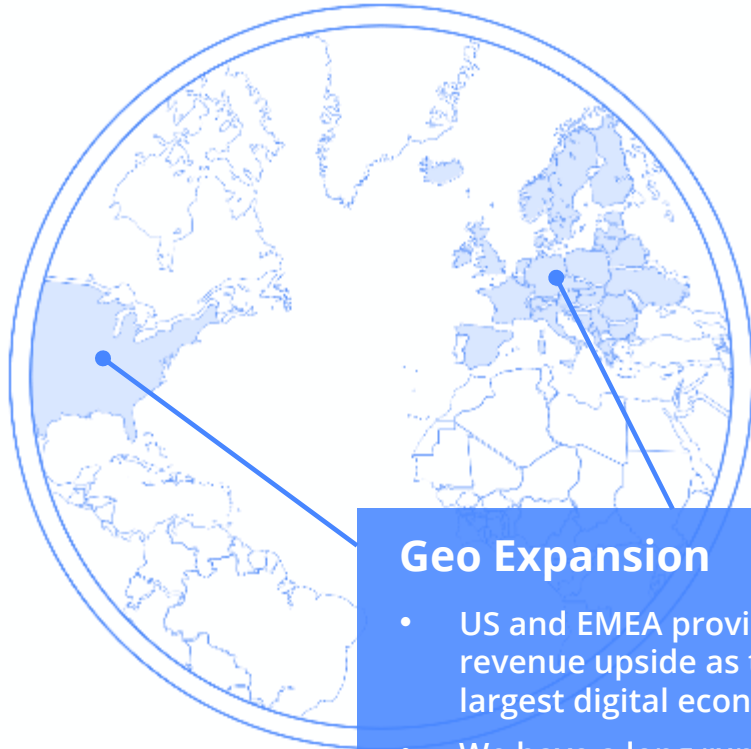 Geo Expansion
• US and EMEA provi
revenue upside as
largest digital econ